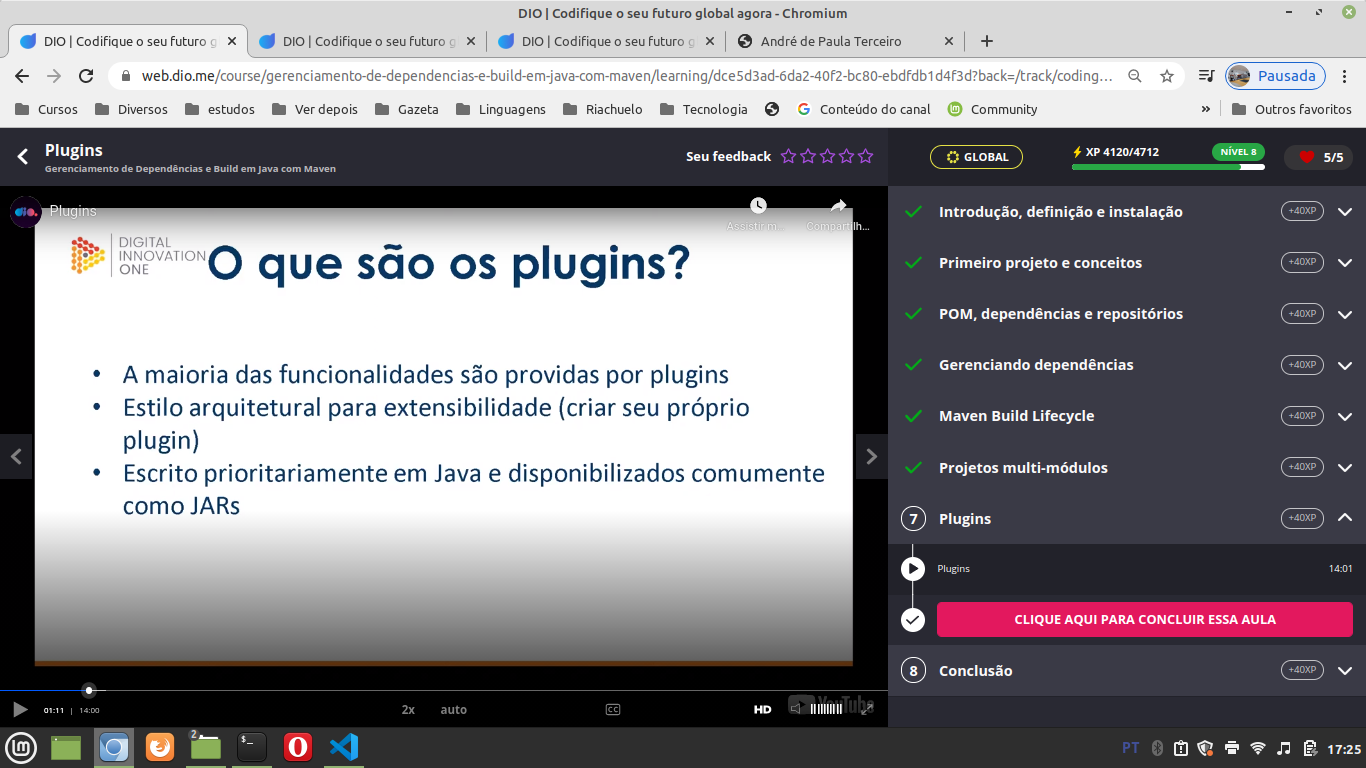 DIO | Codifique o seu futuro global agora - Chromium
DIO | Codifique o seu futuro g
DIO | Codifique o seu futuro g
DIO | Codifique o seu futuro g
André de Paula Terceiro
web.dio.me/course/gerenciamento-de-dependencias-e-build-em-java-com-maven/learning/dce5d3ad-6da2-40f2-bc80-ebdfdb1d4f3d?back=/track/coding...
Pausada
Cursos
Diversos
estudos
Ver depois
Gazeta
Linguagens
Riachuelo
Tecnologia
Conteúdo do canal
Community
»
Outros favoritos
Plugins
Gerenciamento de Dependências e Build em Java com Maven
Seu feedback
GLOBAL
XP 4120/4712
NÍVEL 8
5/5
dio.
Plugins
Assistir m...
Compartilh...
DIGITAL
INNOVATION
ONE
O que são os plugins?
• A maioria das funcionalidades são providas por plugins
• Estilo arquitetural para extensibilidade (criar seu próprio
plugin)
• Escrito prioritariamente em Java e disponibilizados comumente
como JARs
01:11 | 14:00
2x
auto
CC
HD
YouTube
Introdução, definição e instalação
+40XP
Primeiro projeto e conceitos
+40XP
POM, dependências e repositórios
+40XP
Gerenciando dependências
+40XP
Maven Build Lifecycle
+40XP
Projetos multi-módulos
+40XP
7
Plugins
+40XP
Plugins
14:01
CLIQUE AQUI PARA CONCLUIR ESSA AULA
8
Conclusão
+40XP
2
$_
PT
17:25